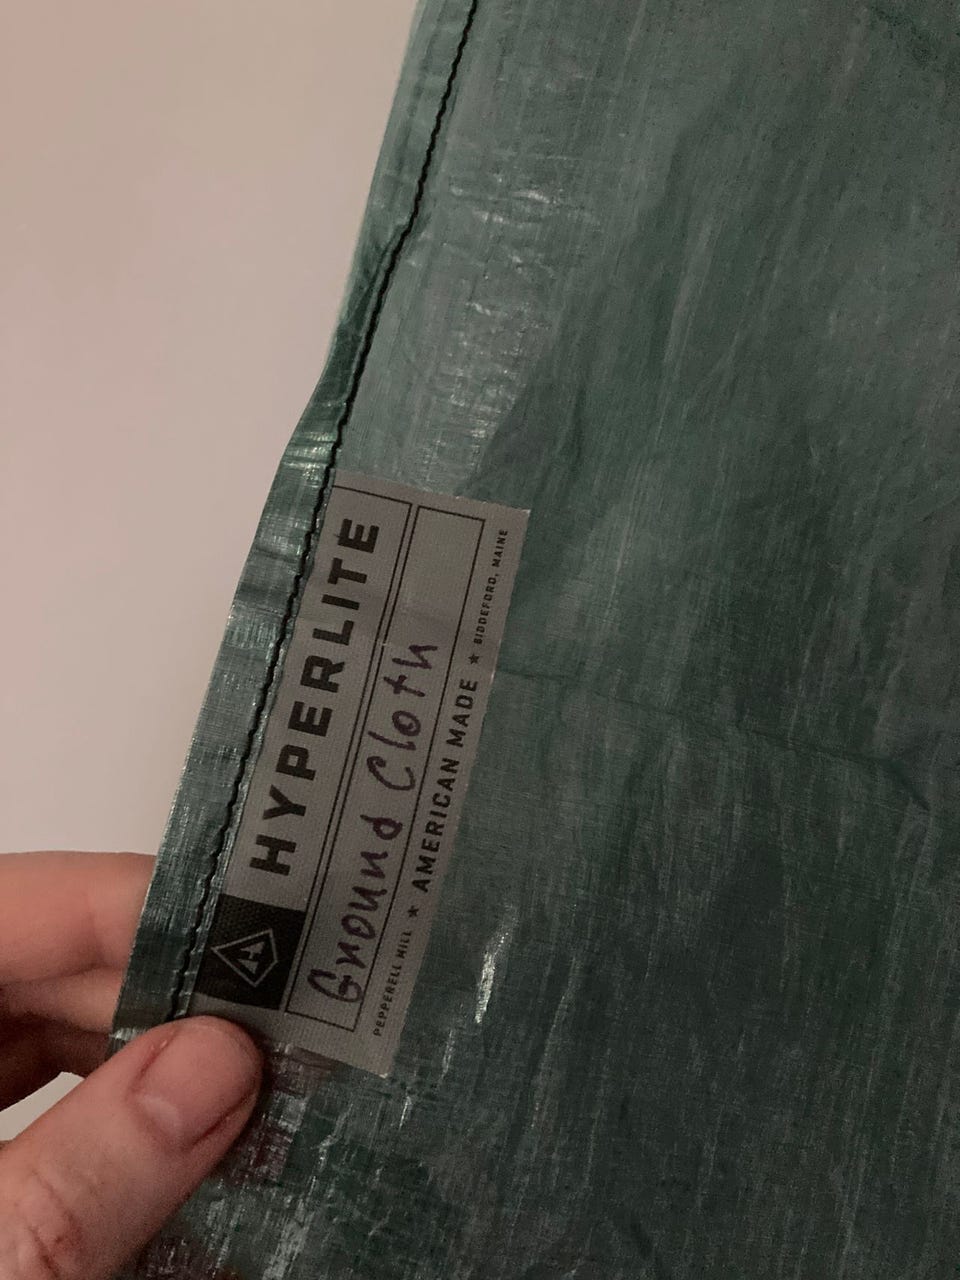 HYPERLITE
Ground Cloth
PEPPERELL MILL ★ AMERICAN MADE ★ BIDDEFORD, MAINE